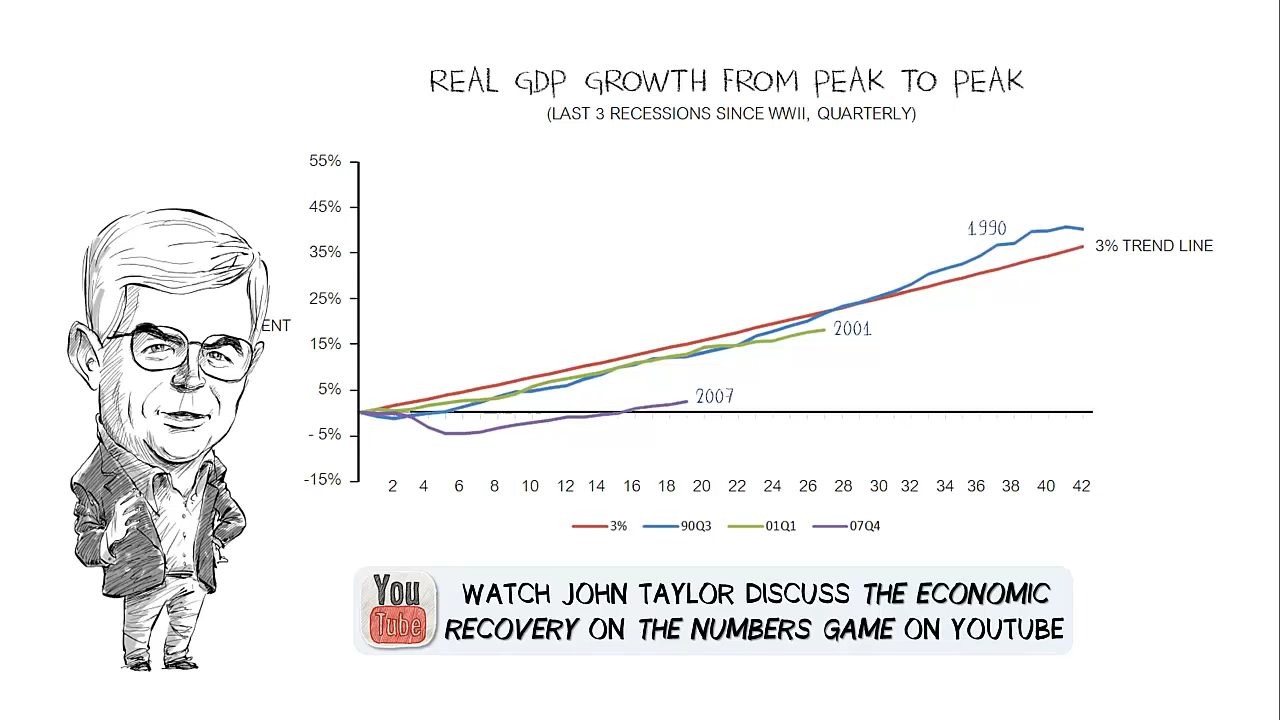 REAL GDP GROWTH FROM PEAK TO PEAK
(LAST 3 RECESSIONS SINCE WWII, QUARTERLY)
55%
45%
35%
25%
15%
5%
- 5%
-15%
ENT
1990
3% TREND LINE
2001
2007
2 4 6 8 10 12 14 16 18 20 22 24 26 28 30 32 34 36 38 40 42
3% 90Q3 01Q1 07Q4
You
Tube
WATCH JOHN TAYLOR DISCUSS THE ECONOMIC
RECOVERY ON THE NUMBERS GAME ON YOUTUBE